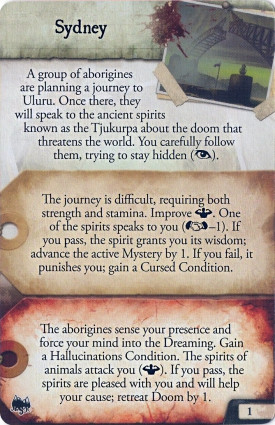 Sydney
A group of aborigines
are planning a journey to
Uluru. Once there, they
will speak to the ancient spirits
known as the Tjukurpa about the doom that
threatens the world. You carefully follow
them, trying to stay hidden ( ).
The journey is difficult, requiring both
strength and stamina. Improve . One
of the spirits speaks to you ( –1). If
you pass, the spirit grants you its wisdom;
advance the active Mystery by 1. If you fail, it
punishes you; gain a Cursed Condition.
The aborigines sense your presence and
force your mind into the Dreaming. Gain
a Hallucinations Condition. The spirits of
animals attack you ( ). If you pass, the
spirits are pleased with you and will help
your cause; retreat Doom by 1.
1